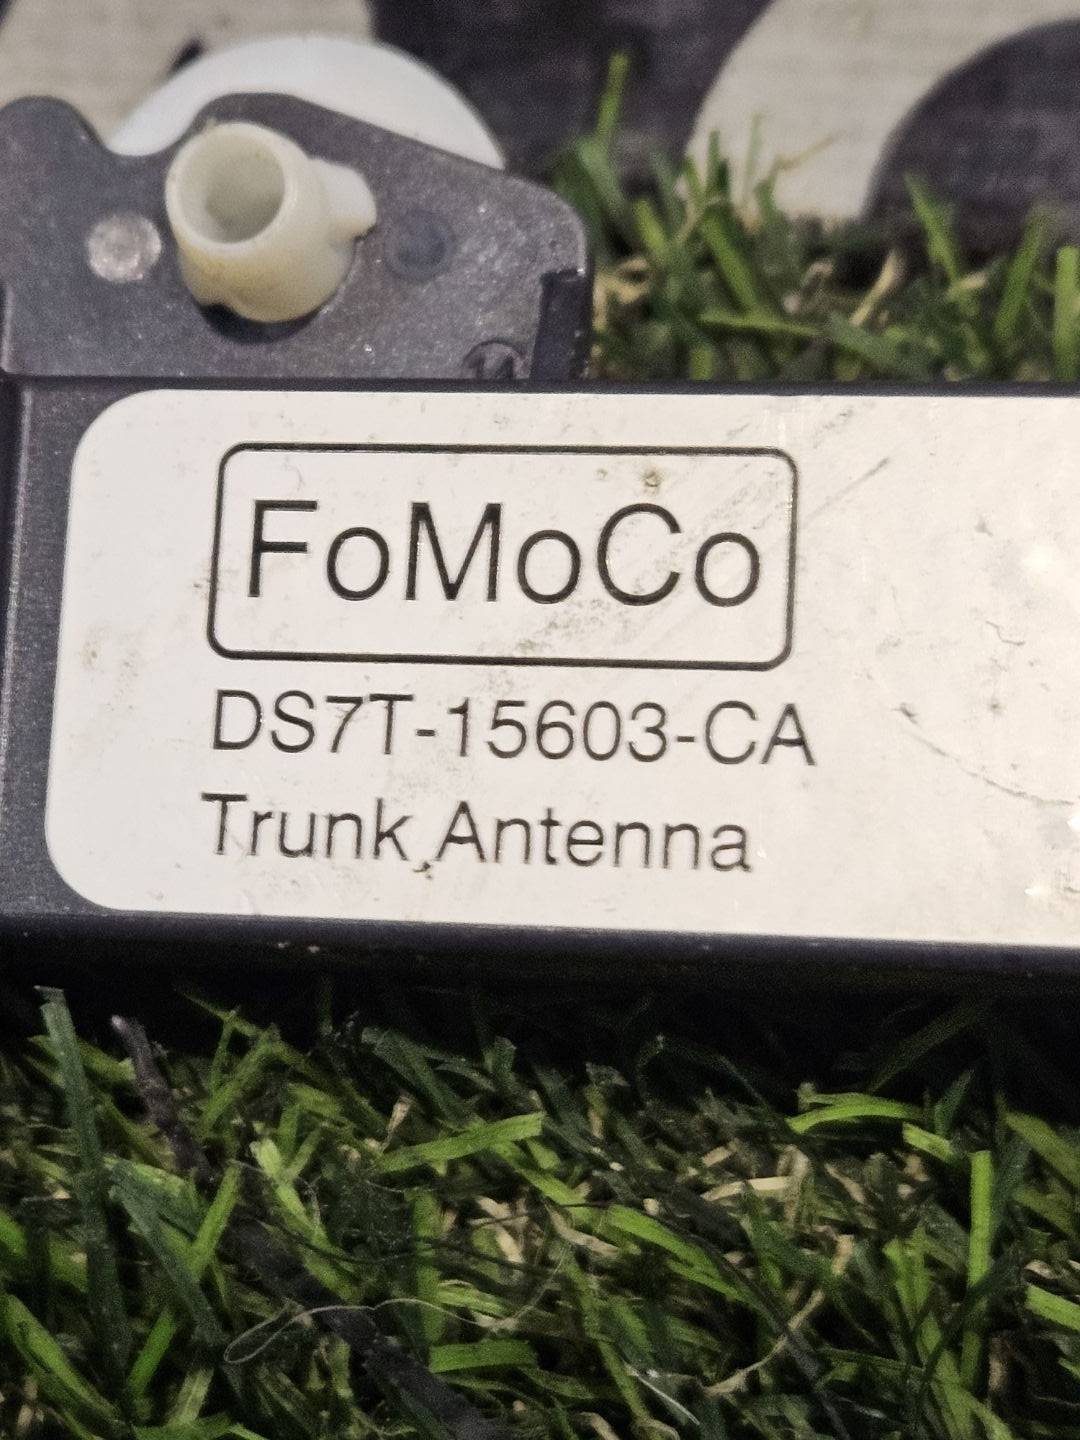 FoMoCo
DS7T-15603-CA
Trunk Antenna